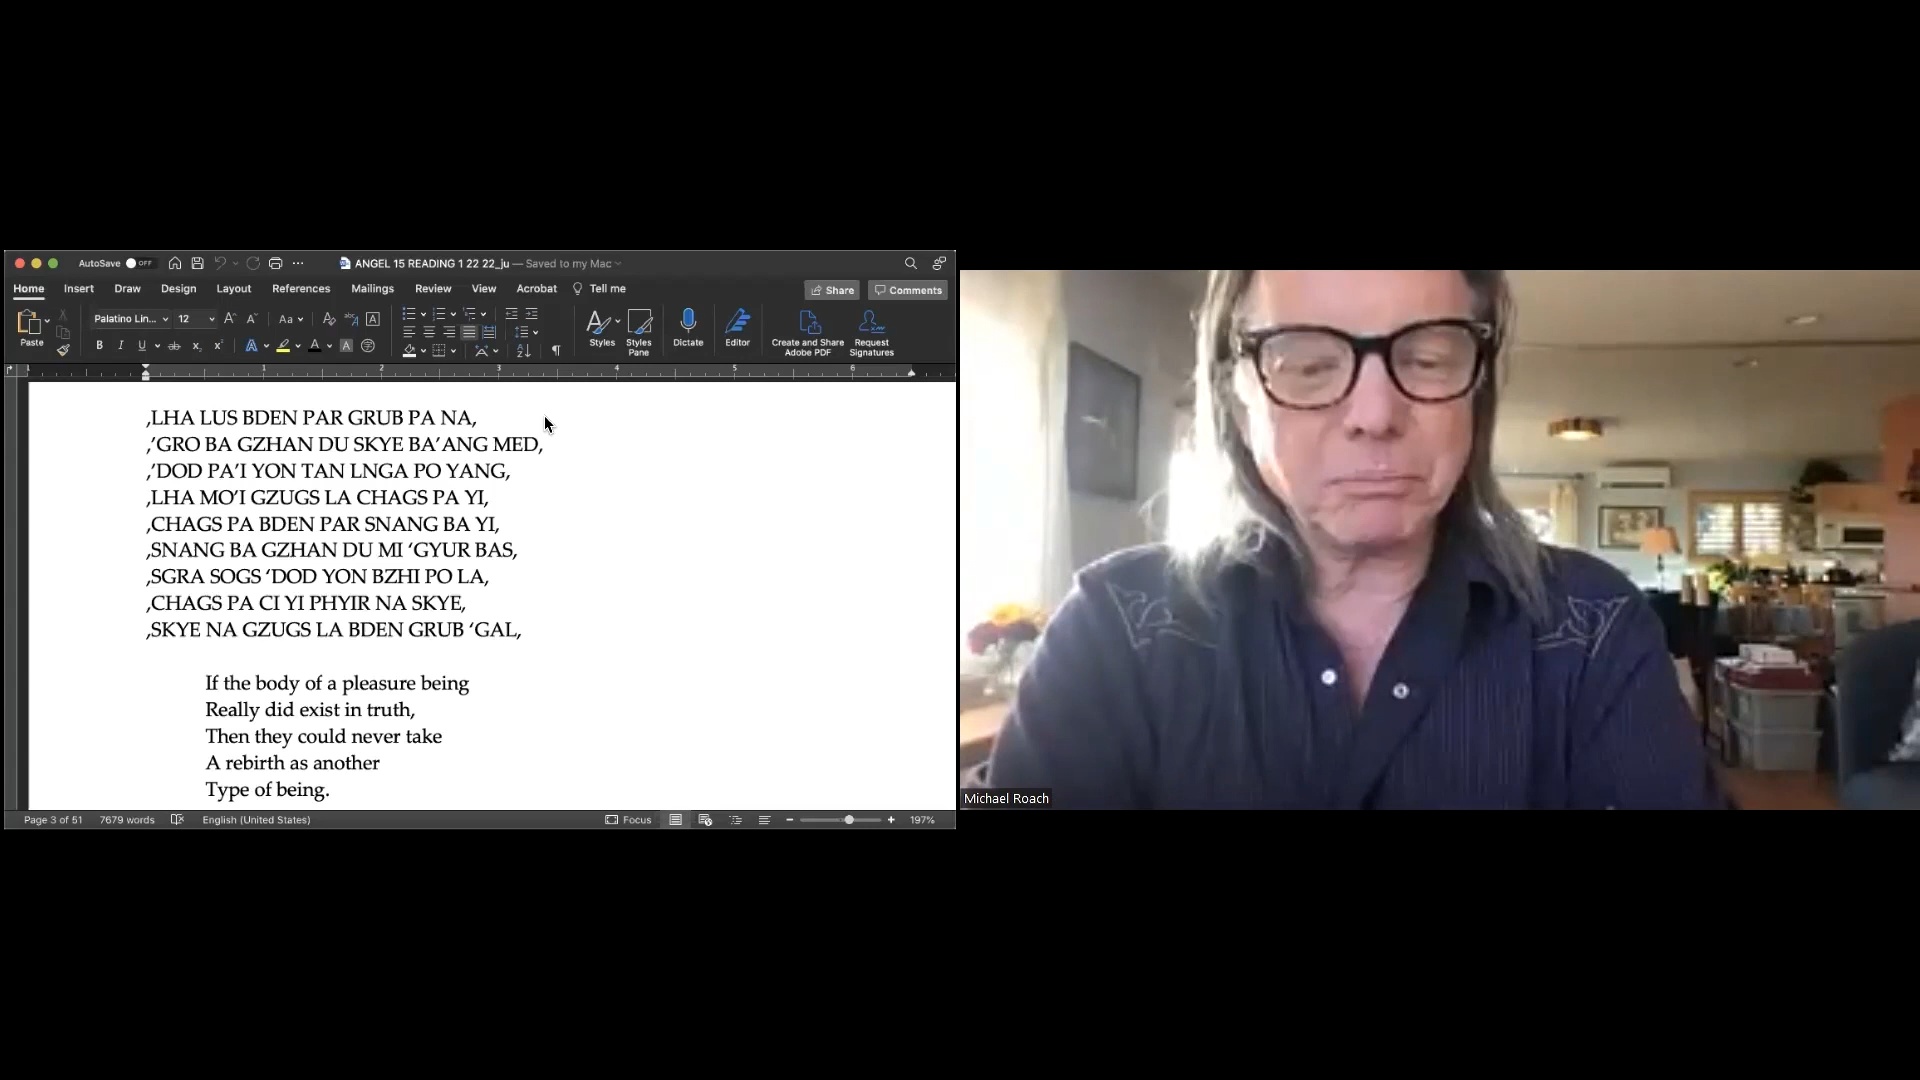 AutoSave OFF
ANGEL 15 READING 1 22 22_ju — Saved to my Mac
Home Insert Draw Design Layout References Mailings Review View Acrobat Tell me Share Comments
Palatino Lin... 12
Paste
Styles Styles Pane Dictate Editor Create and Share Adobe PDF Request Signatures
1 1 2 3 4 5 6
,LHA LUS BDEN PAR GRUB PA NA,
,’GRO BA GZHAN DU SKYE BA’ANG MED,
,’DOD PA’I YON TAN LNGA PO YANG,
,LHA MO’I GZUGS LA CHAGS PA YI,
,CHAGS PA BDEN PAR SNANG BA YI,
,SNANG BA GZHAN DU MI ‘GYUR BAS,
,SGRA SOGS ‘DOD YON BZHI PO LA,
,CHAGS PA CI YI PHYIR NA SKYE,
,SKYE NA GZUGS LA BDEN GRUB ‘GAL,
If the body of a pleasure being
Really did exist in truth,
Then they could never take
A rebirth as another
Type of being.
Page 3 of 51 7679 words English (United States) Focus 197%
Michael Roach